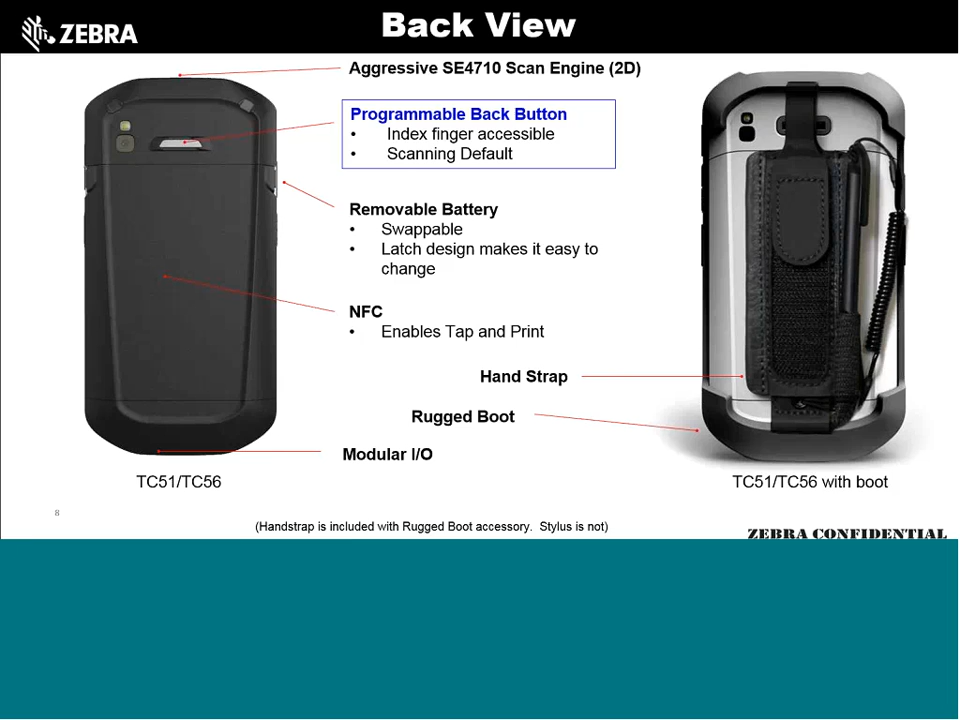 ZEBRA
Back View
Aggressive SE4710 Scan Engine (2D)
Programmable Back Button
• Index finger accessible
• Scanning Default
Removable Battery
• Swappable
• Latch design makes it easy to
change
NFC
• Enables Tap and Print
Hand Strap
Rugged Boot
Modular I/O
TC51/TC56
TC51/TC56 with boot
8
(Handstrap is included with Rugged Boot accessory. Stylus is not)
ZEBRA CONFIDENTIAL